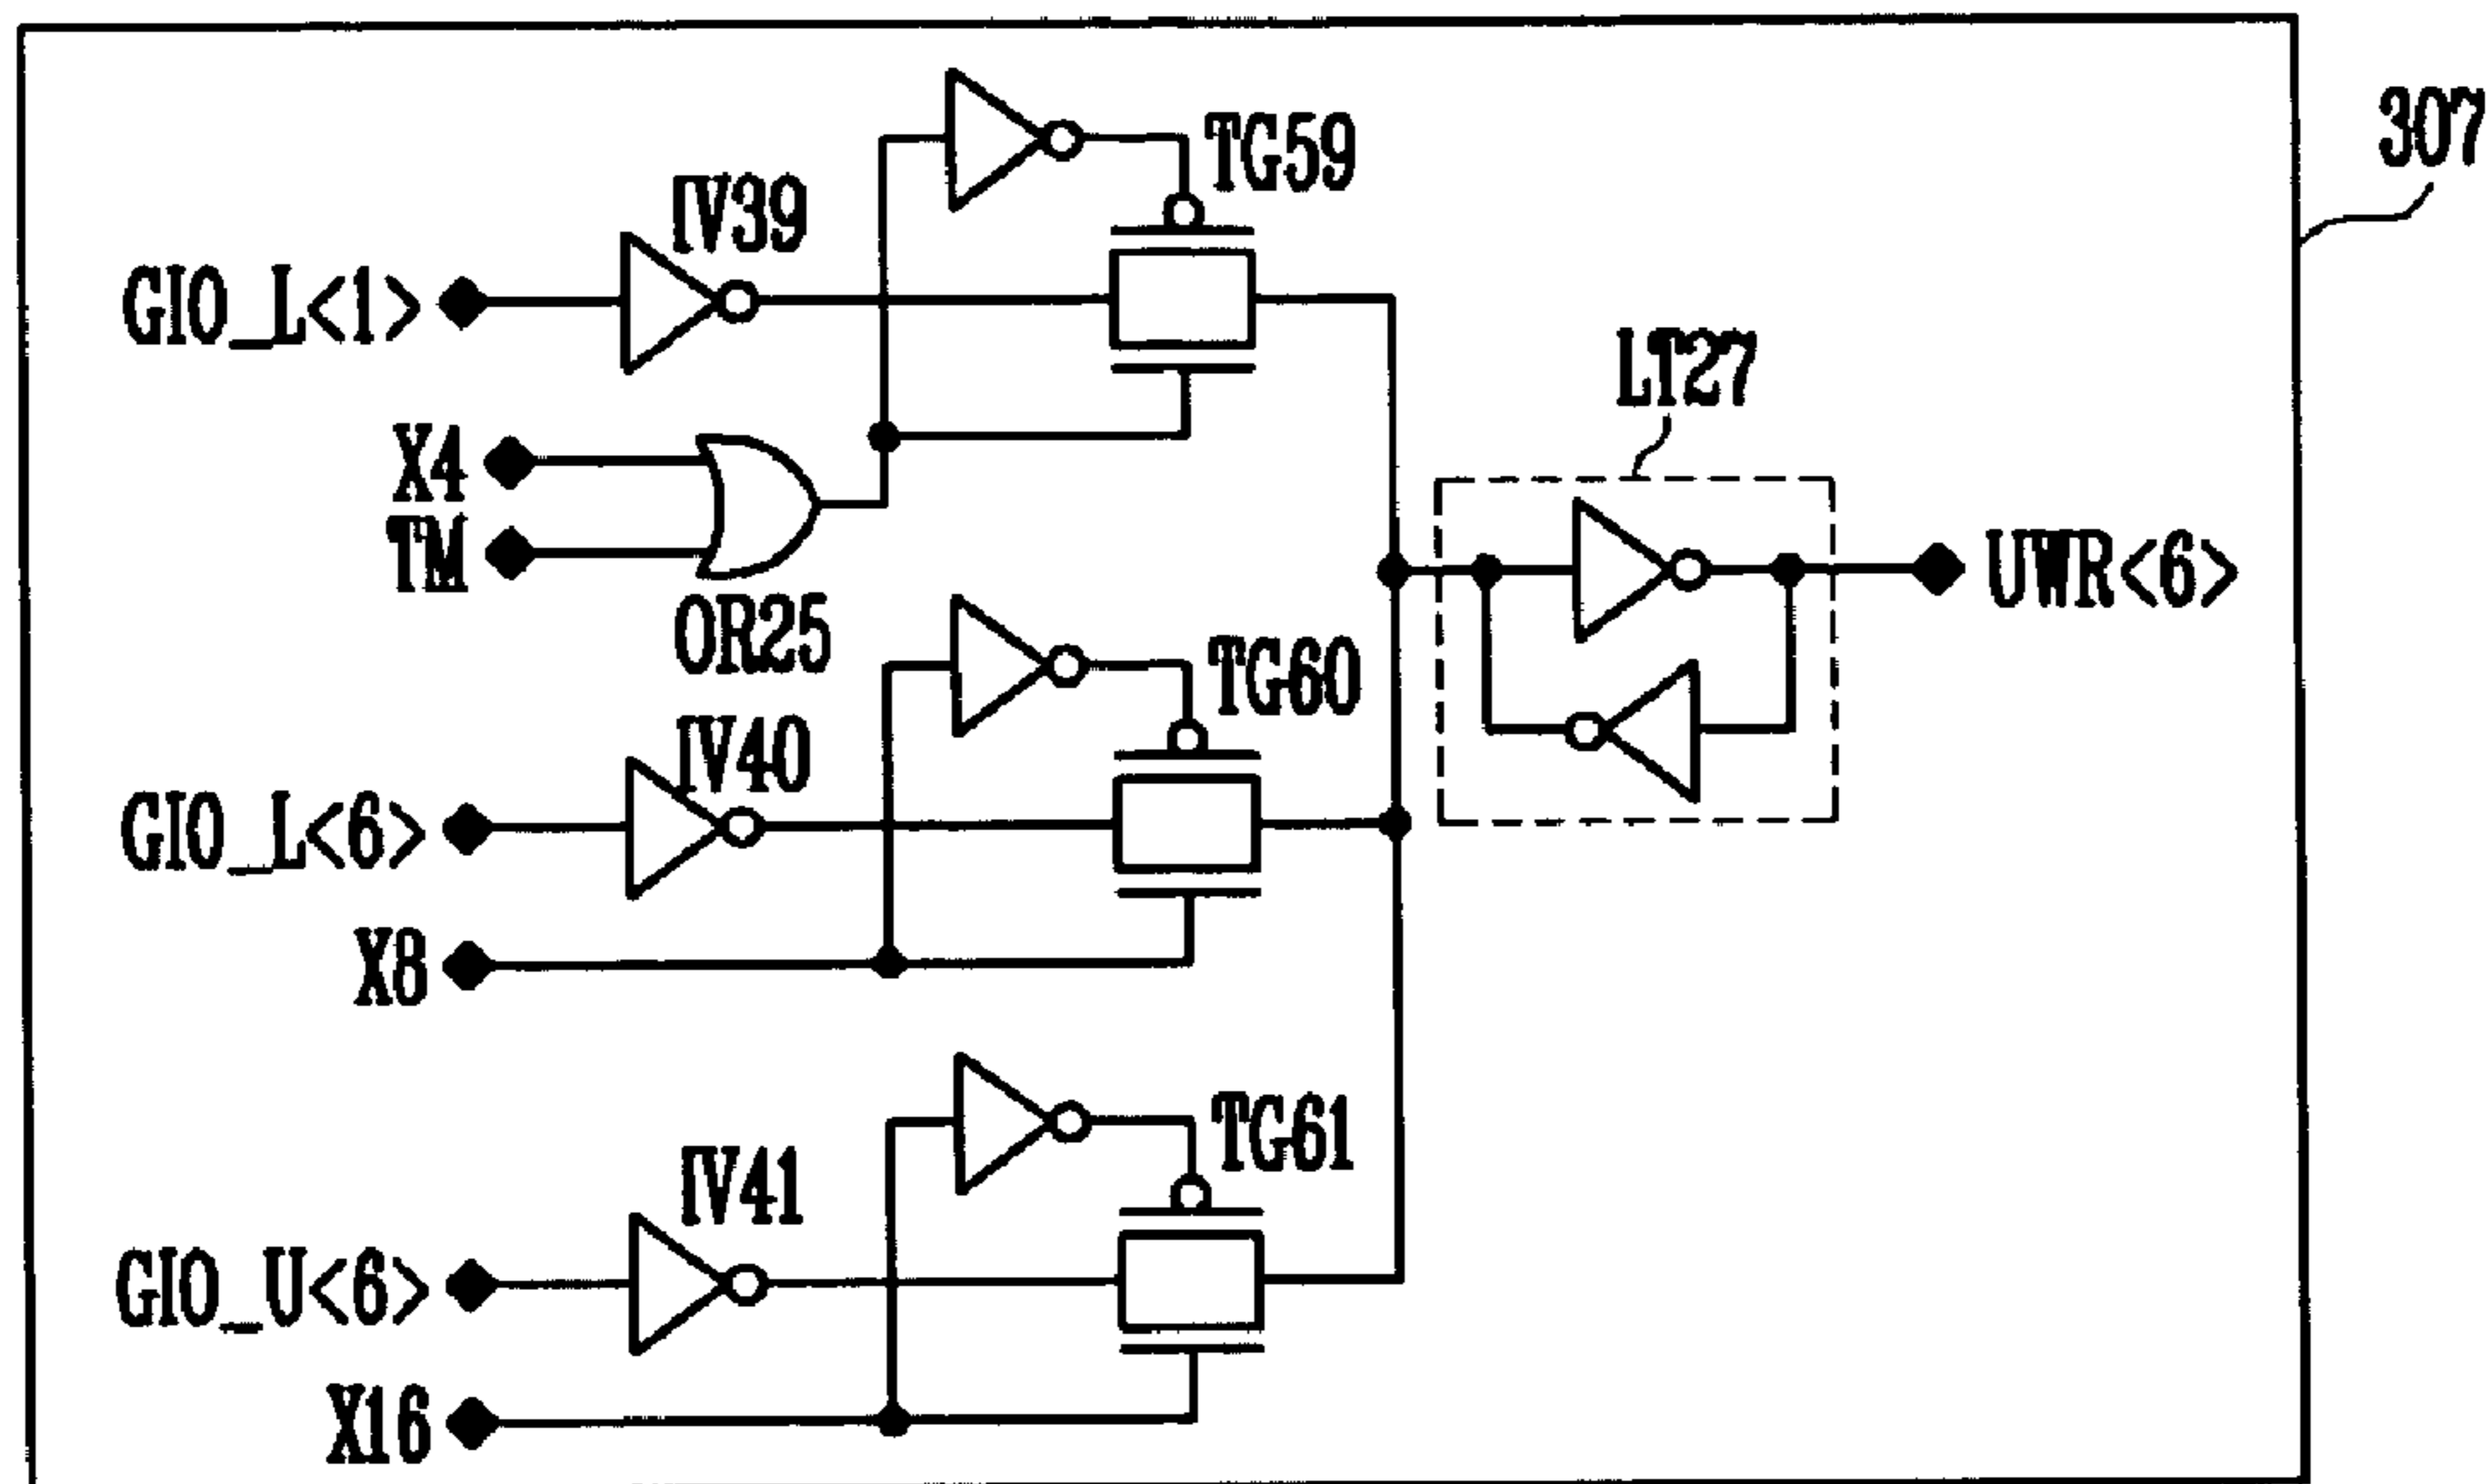 307
TG59
IV39
GIO_L<1>
LT27
X4
TM
UWR<6>
OR25
TG60
IV40
GIO_L<6>
X8
TG61
IV41
GIO_U<6>
X16